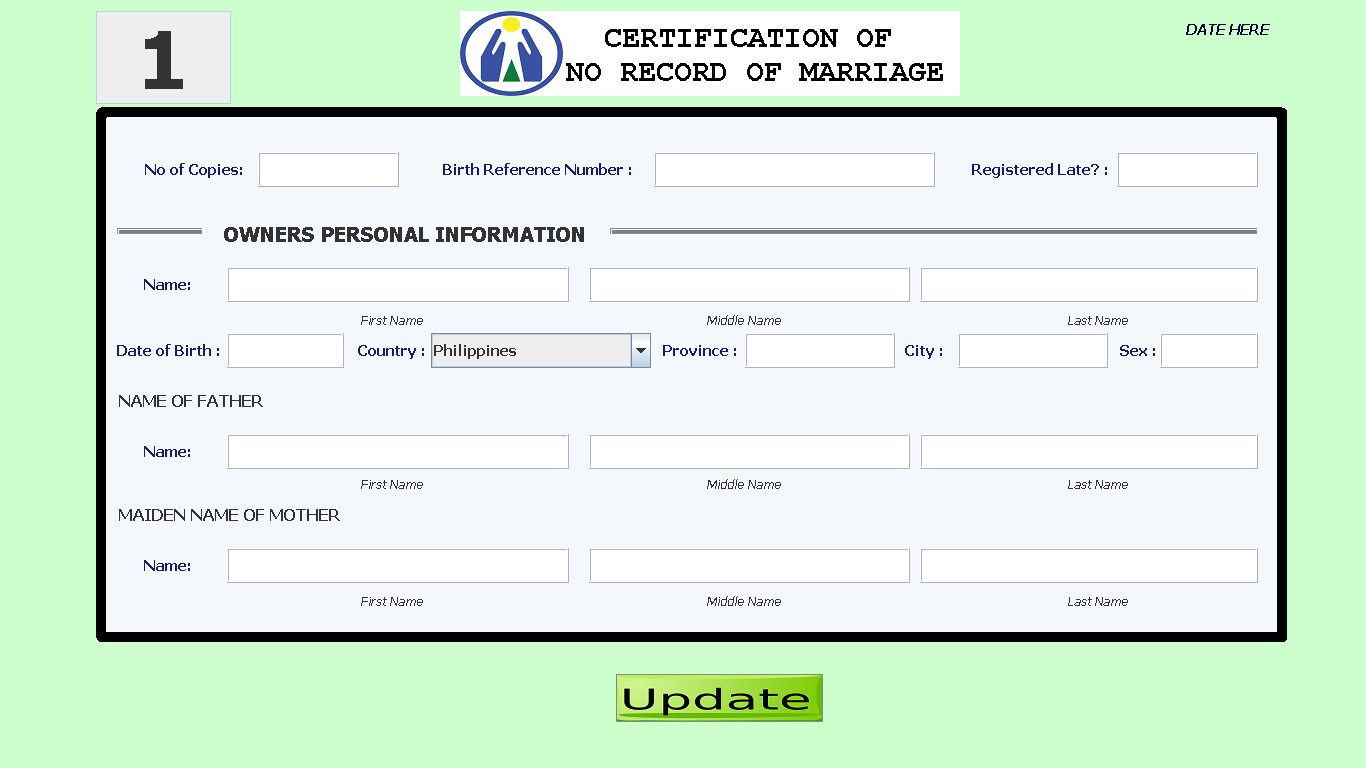 1
CERTIFICATION OF
NO RECORD OF MARRIAGE
DATE HERE
No of Copies: Birth Reference Number : Registered Late? :
OWNERS PERSONAL INFORMATION
Name:
First Name Middle Name Last Name
Date of Birth : Country : Philippines Province : City : Sex :
NAME OF FATHER
Name:
First Name Middle Name Last Name
MAIDEN NAME OF MOTHER
Name:
First Name Middle Name Last Name
Update